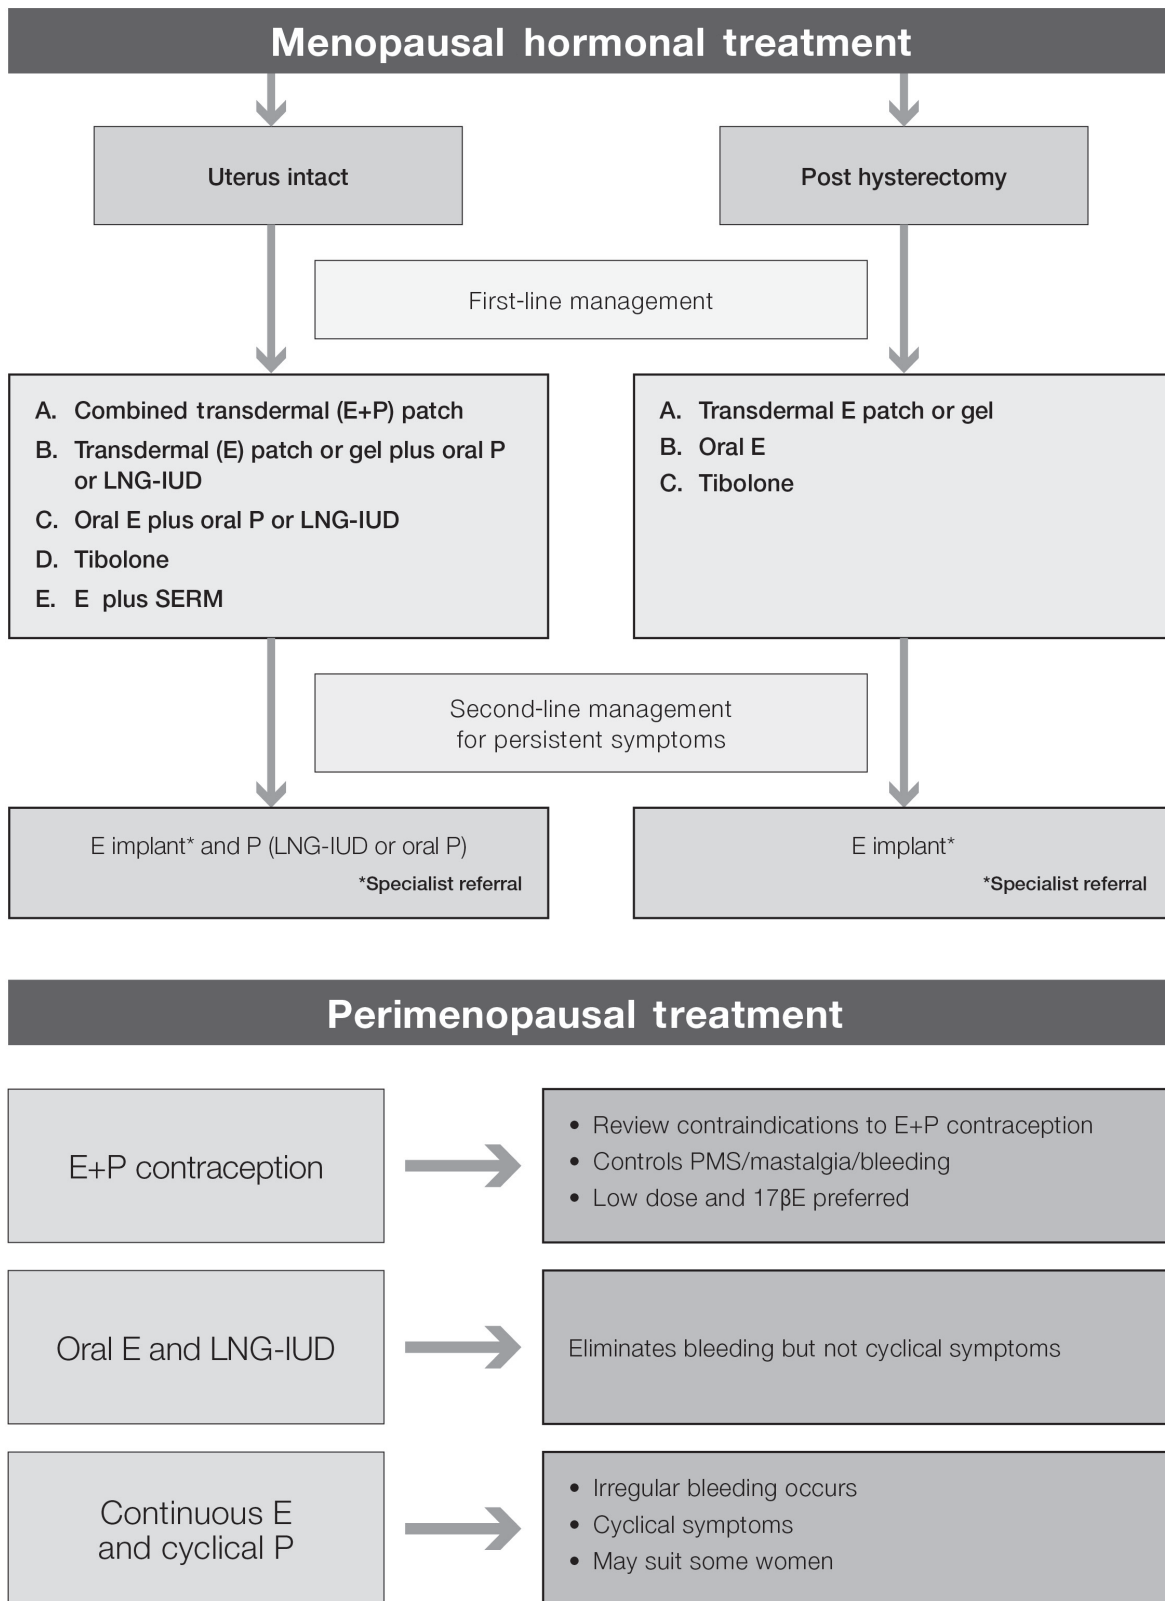 Menopausal hormonal treatment
Uterus intact
Post hysterectomy
First-line management
A. Combined transdermal (E+P) patch
B. Transdermal (E) patch or gel plus oral P
or LNG-IUD
C. Oral E plus oral P or LNG-IUD
D. Tibolone
E. E plus SERM
A. Transdermal E patch or gel
B. Oral E
C. Tibolone
Second-line management
for persistent symptoms
E implant* and P (LNG-IUD or oral P)
*Specialist referral
E implant*
*Specialist referral
Perimenopausal treatment
E+P contraception
• Review contraindications to E+P contraception
• Controls PMS/mastalgia/bleeding
• Low dose and 17βE preferred
Oral E and LNG-IUD
Eliminates bleeding but not cyclical symptoms
Continuous E
and cyclical P
• Irregular bleeding occurs
• Cyclical symptoms
• May suit some women